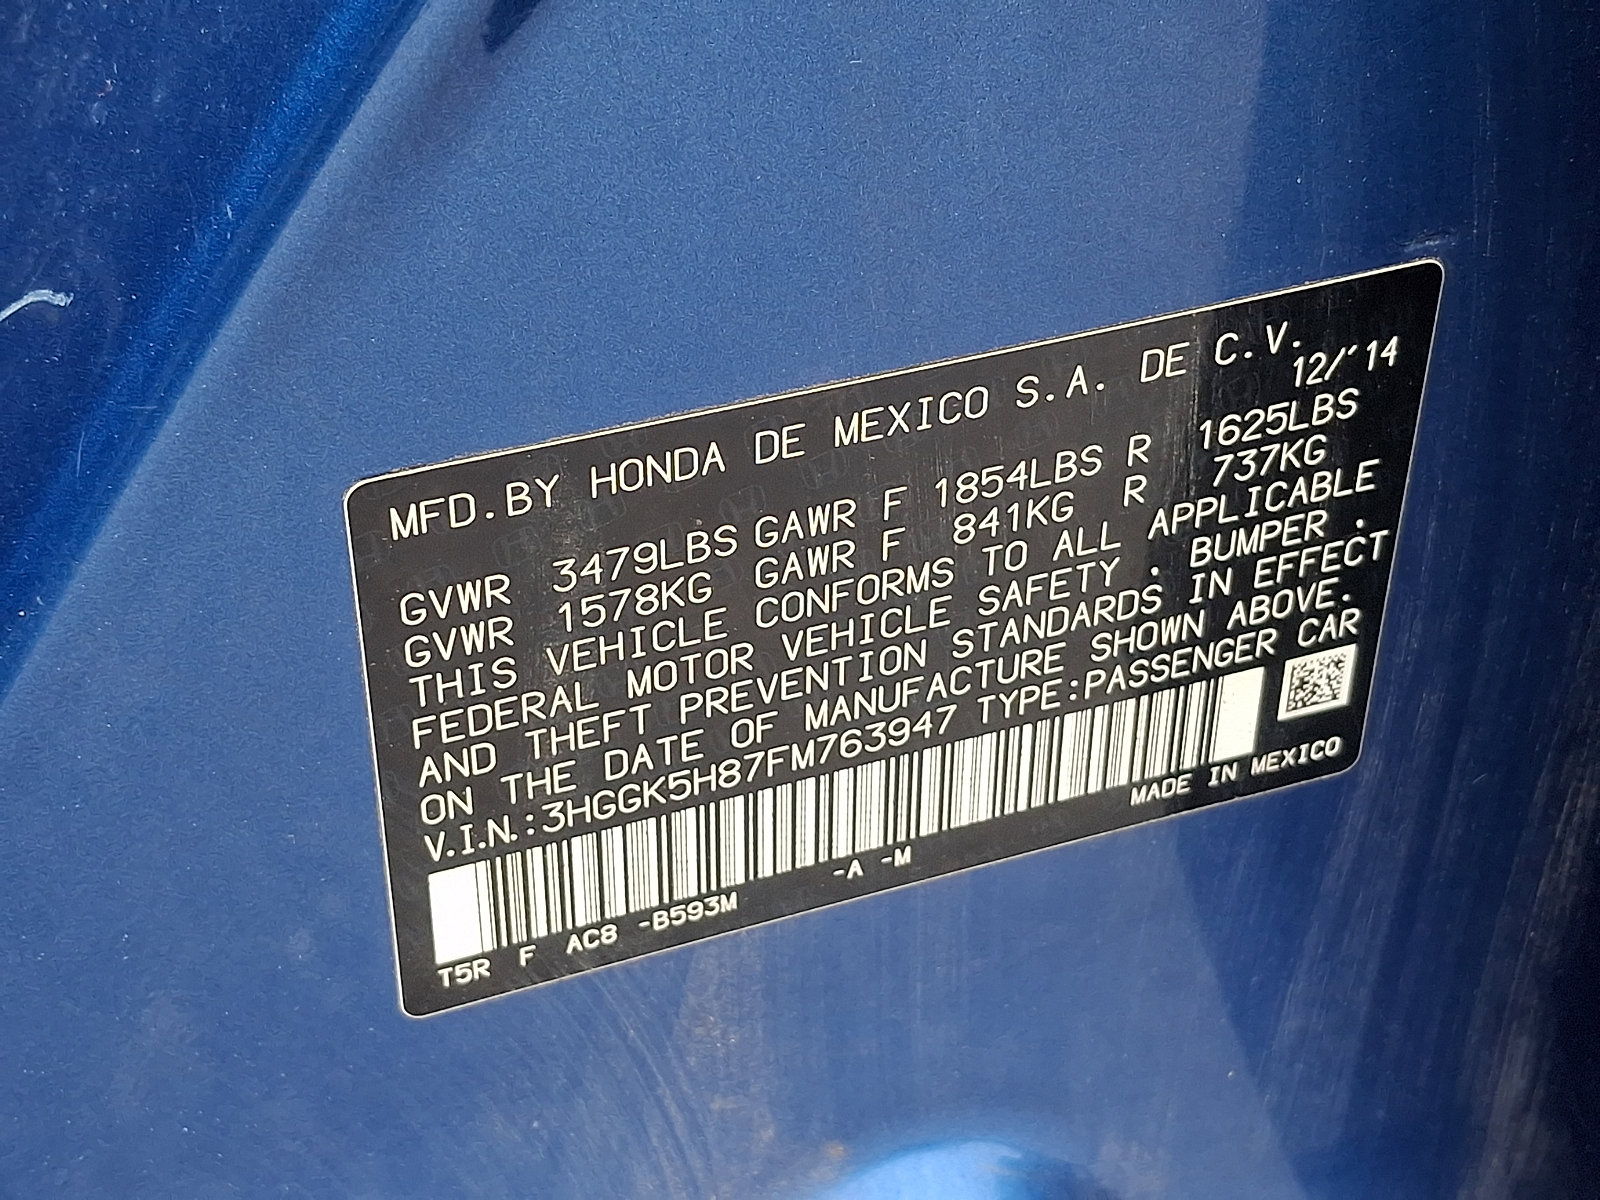 MFD.BY HONDA DE MEXICO S.A. DE C.V.
12/'14
GVWR 3479LBS GAWR F 1854LBS R 1625LBS
GVWR 1578KG GAWR F 841KG R 737KG
THIS VEHICLE CONFORMS TO ALL APPLICABLE
FEDERAL MOTOR VEHICLE SAFETY . BUMPER .
AND THEFT PREVENTION STANDARDS IN EFFECT
ON THE DATE OF MANUFACTURE SHOWN ABOVE.
V.I.N.:3HGGK5H87FM763947 TYPE:PASSENGER CAR
MADE IN MEXICO
T5R F AC8 -B593M -A -M